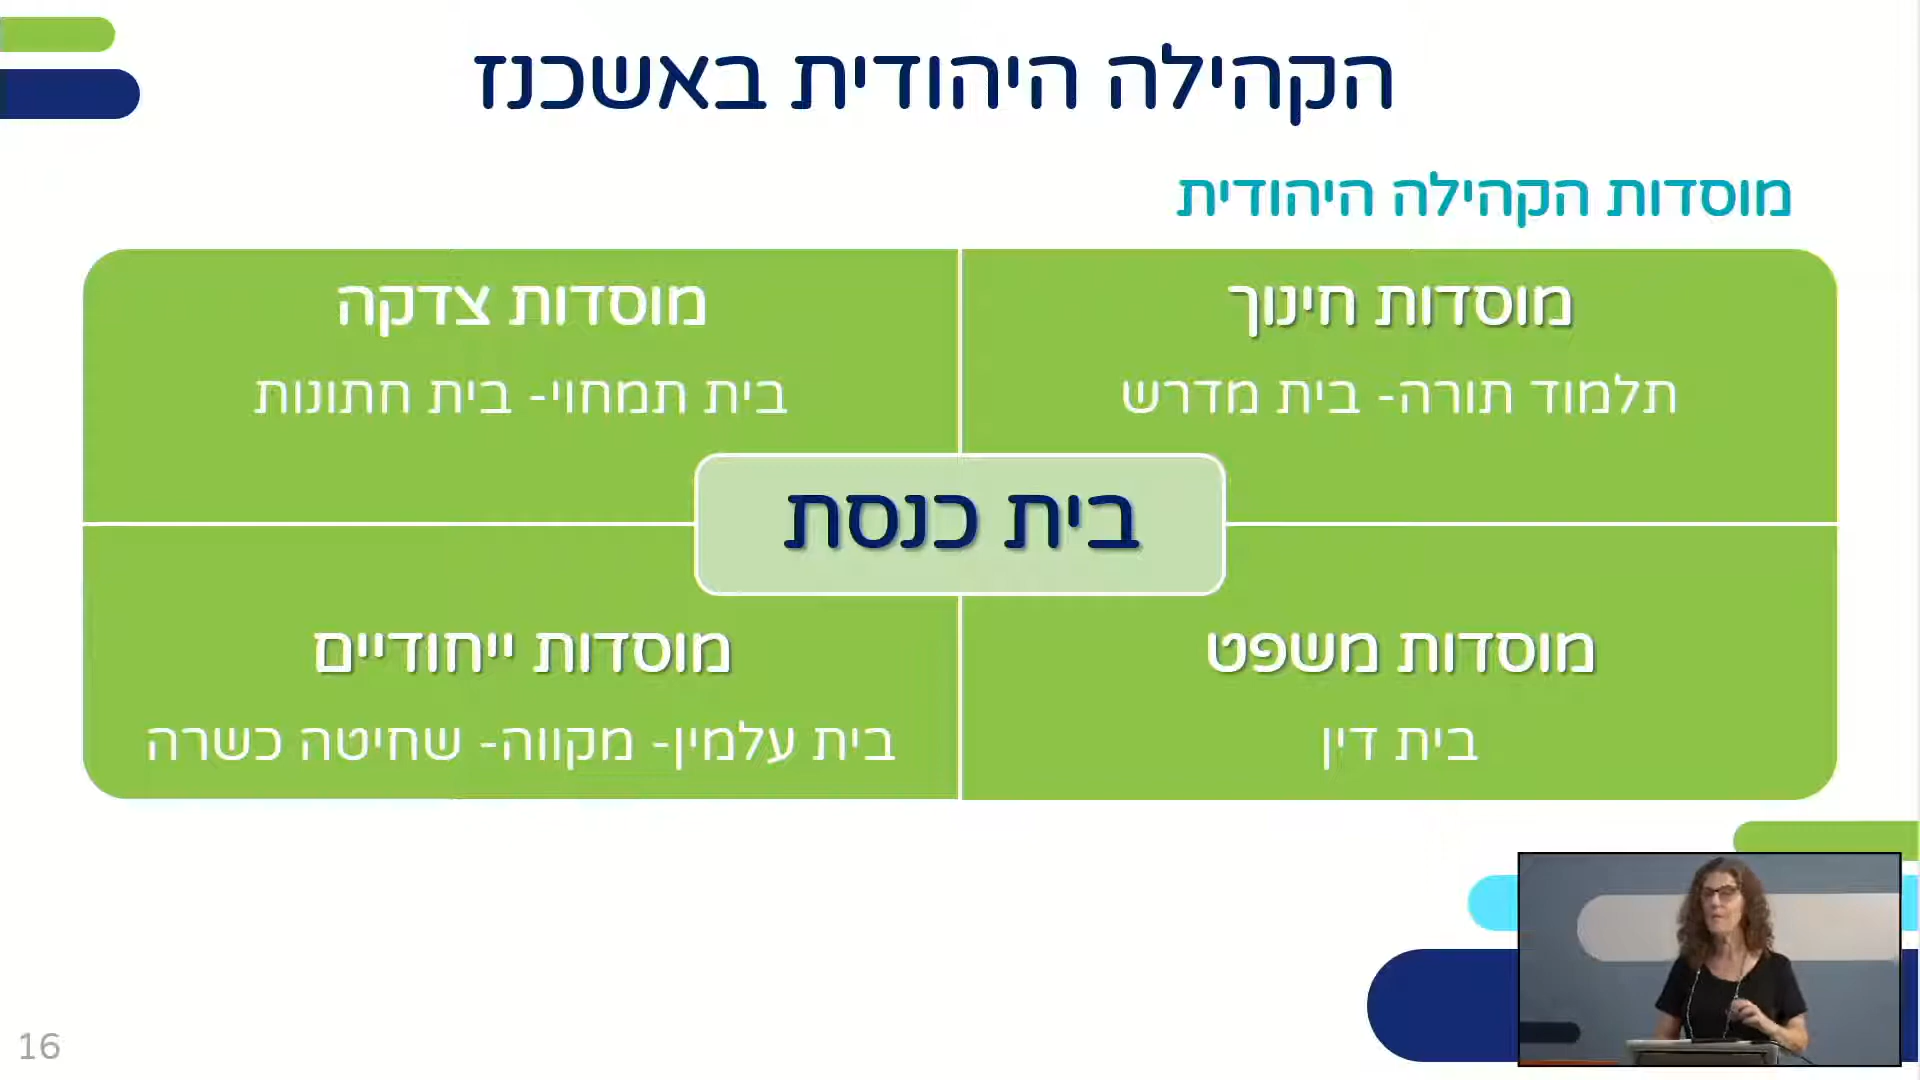 הקהילה היהודית באשכנז
מוסדות הקהילה היהודית
מוסדות חינוך
תלמוד תורה- בית מדרש
מוסדות צדקה
בית תמחוי- בית חתונות
בית כנסת
מוסדות משפט
בית דין
מוסדות ייחודיים
בית עלמין- מקווה- שחיטה כשרה
16